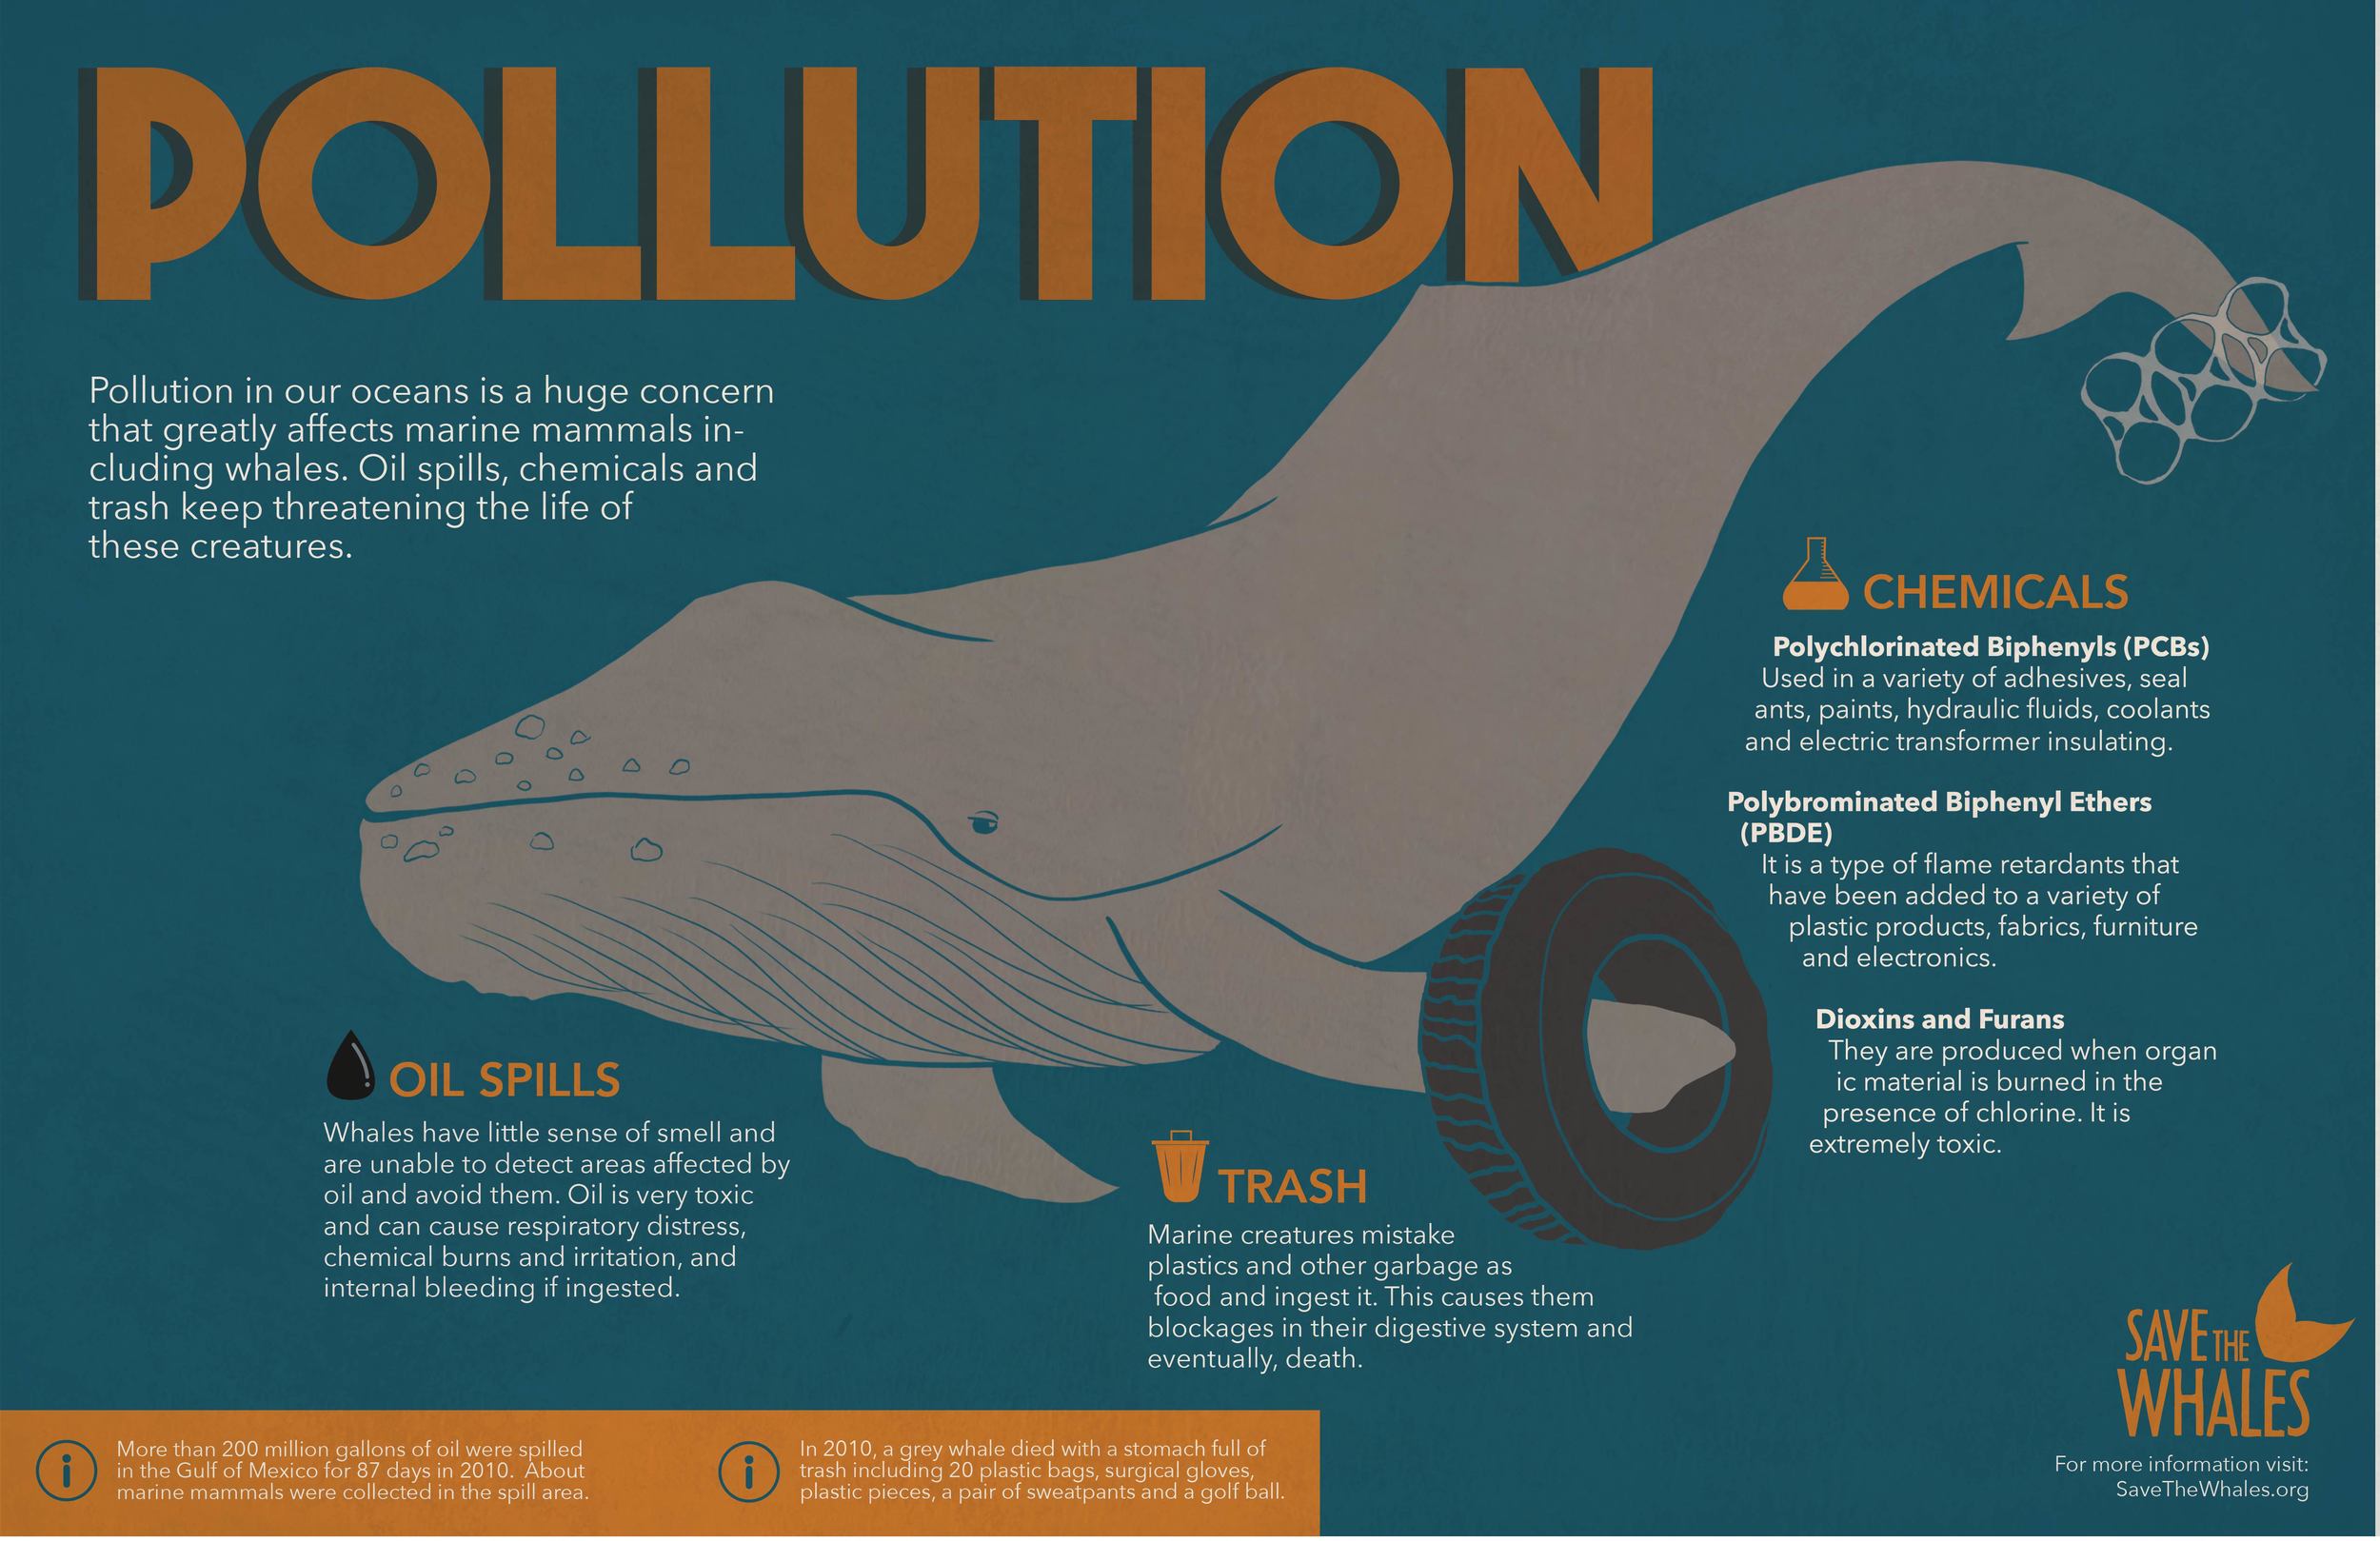 POLLUTION
Pollution in our oceans is a huge concern
that greatly affects marine mammals in-
cluding whales. Oil spills, chemicals and
trash keep threatening the life of
these creatures.
CHEMICALS
Polychlorinated Biphenyls (PCBs)
Used in a variety of adhesives, seal
ants, paints, hydraulic fluids, coolants
and electric transformer insulating.
Polybrominated Biphenyl Ethers
(PBDE)
It is a type of flame retardants that
have been added to a variety of
plastic products, fabrics, furniture
and electronics.
Dioxins and Furans
They are produced when organ
ic material is burned in the
presence of chlorine. It is
extremely toxic.
OIL SPILLS
Whales have little sense of smell and
are unable to detect areas affected by
oil and avoid them. Oil is very toxic
and can cause respiratory distress,
chemical burns and irritation, and
internal bleeding if ingested.
TRASH
Marine creatures mistake
plastics and other garbage as
food and ingest it. This causes them
blockages in their digestive system and
eventually, death.
More than 200 million gallons of oil were spilled
in the Gulf of Mexico for 87 days in 2010. About
marine mammals were collected in the spill area.
In 2010, a grey whale died with a stomach full of
trash including 20 plastic bags, surgical gloves,
plastic pieces, a pair of sweatpants and a golf ball.
SAVE THE
WHALES
For more information visit:
SaveTheWhales.org